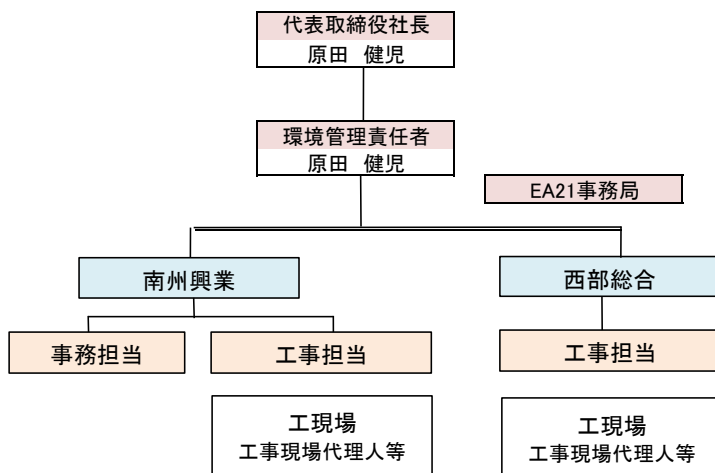 代表取締役社長
原田 健児
環境管理責任者
原田 健児
EA21事務局
南州興業
西部総合
事務担当
工事担当
工事担当
工現場
工事現場代理人等
工現場
工事現場代理人等